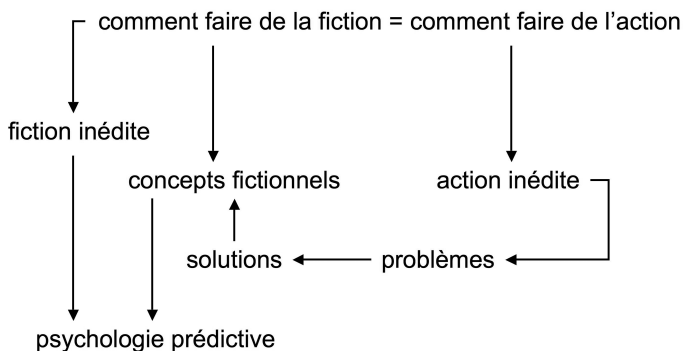 comment faire de la fiction = comment faire de l’action
fiction inédite
concepts fictionnels
action inédite
solutions
problèmes
psychologie prédictive